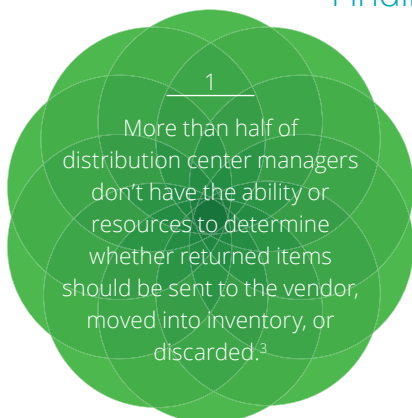 1
More than half of
distribution center managers
don’t have the ability or
resources to determine
whether returned items
should be sent to the vendor,
moved into inventory, or
discarded.³